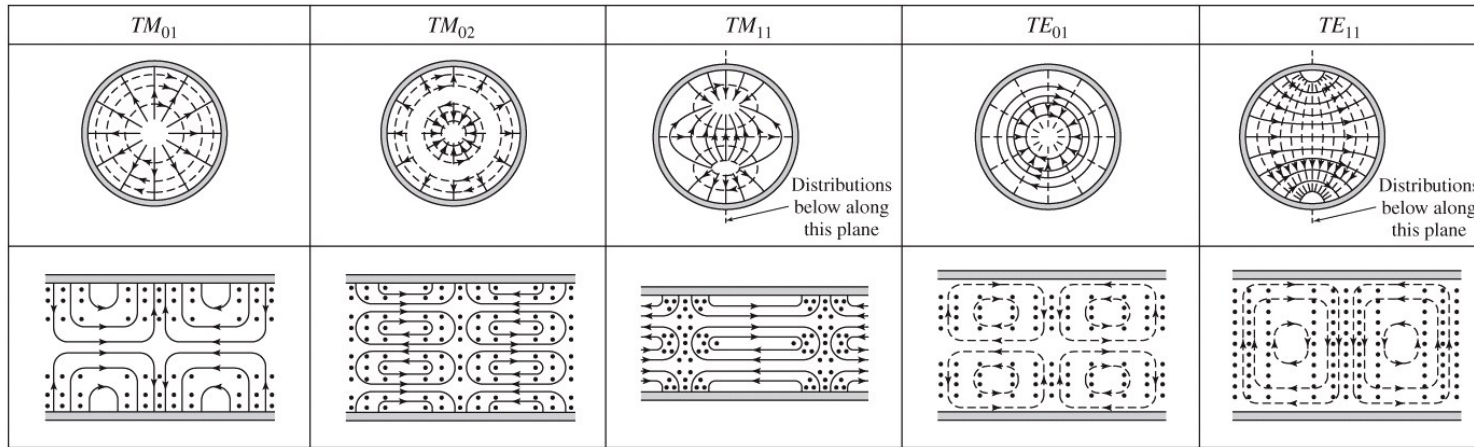 TM₀₁ TM₀₂ TM₁₁ TE₀₁ TE₁₁
Distributions
below along
this plane
Distributions
below along
this plane